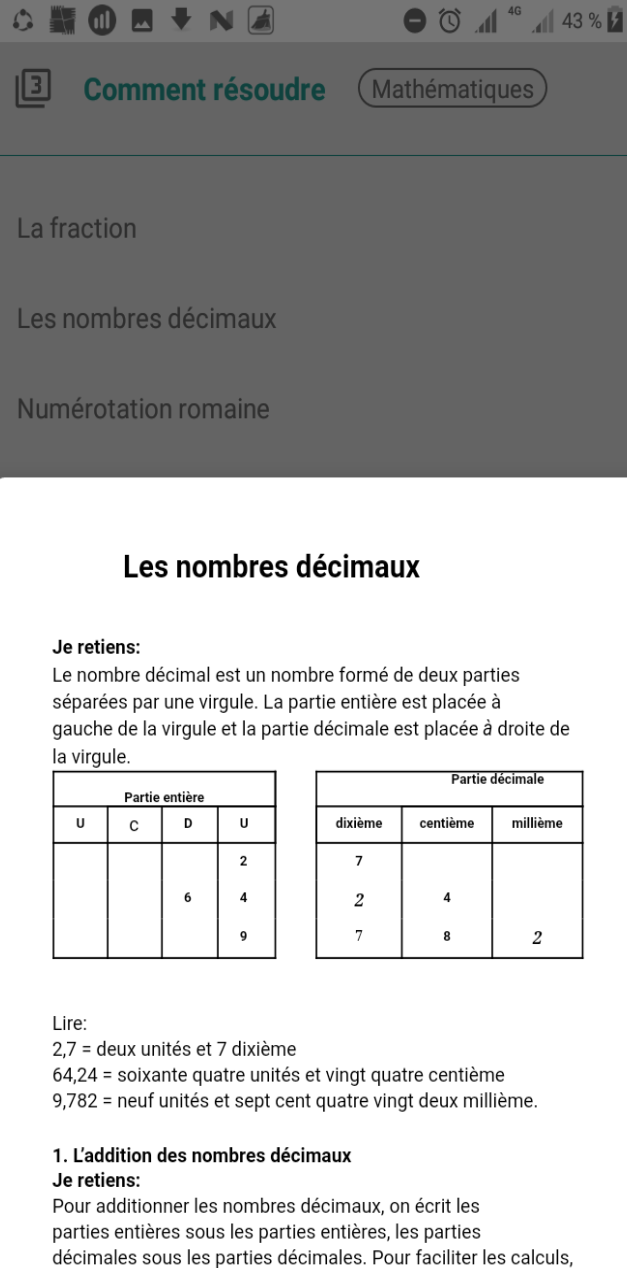 4G 43 %
3 Comment résoudre Mathématiques
La fraction
Les nombres décimaux
Numérotation romaine
Les nombres décimaux
Je retiens:
Le nombre décimal est un nombre formé de deux parties
séparées par une virgule. La partie entière est placée à
gauche de la virgule et la partie décimale est placée à droite de
la virgule.
Partie entière Partie décimale
U C D U dixième centième millième
2 7
6 4 2 4
9 7 8 2
Lire:
2,7 = deux unités et 7 dixième
64,24 = soixante quatre unités et vingt quatre centième
9,782 = neuf unités et sept cent quatre vingt deux millième.
1. L’addition des nombres décimaux
Je retiens:
Pour additionner les nombres décimaux, on écrit les
parties entières sous les parties entières, les parties
décimales sous les parties décimales. Pour faciliter les calculs,